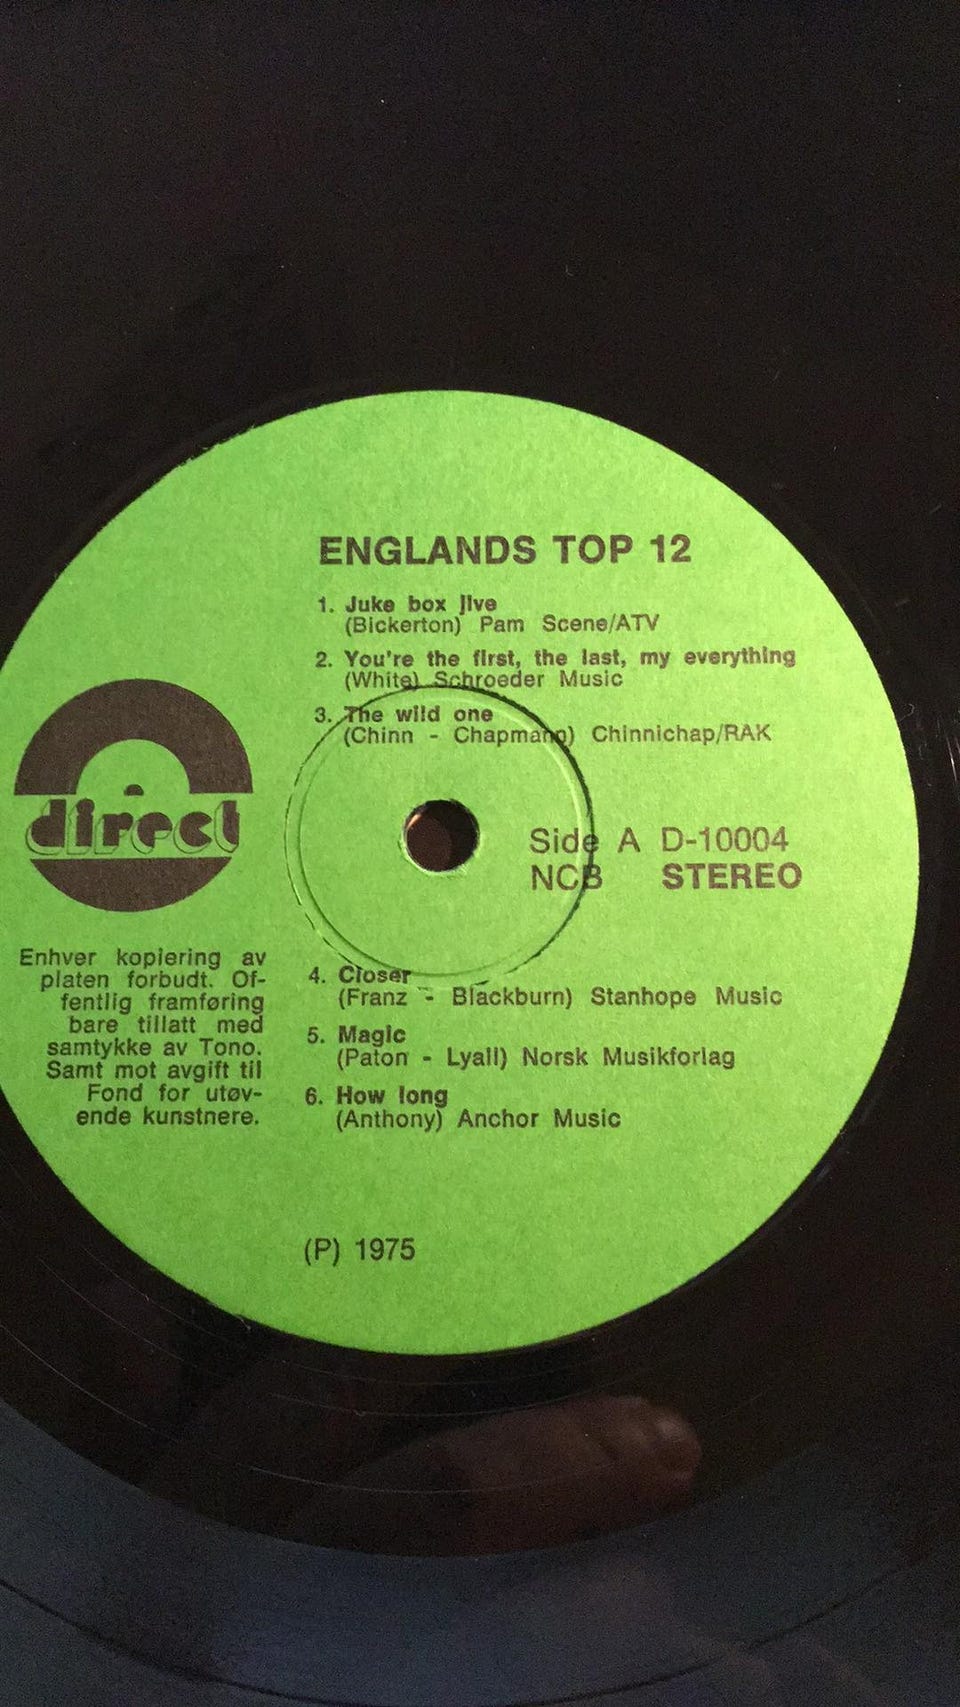 ENGLANDS TOP 12
1. Juke box jive
(Bickerton) Pam Scene/ATV
2. You're the first, the last, my everything
(White) Schroeder Music
3. The wild one
(Chinn - Chapmann) Chinnichap/RAK
direct
Side A D-10004
NCB STEREO
Enhver kopiering av
platen forbudt. Of-
fentlig framføring
bare tillatt med
samtykke av Tono.
Samt mot avgift til
Fond for utøv-
ende kunstnere.
4. Closer
(Franz - Blackburn) Stanhope Music
5. Magic
(Paton - Lyall) Norsk Musikforlag
6. How long
(Anthony) Anchor Music
(P) 1975